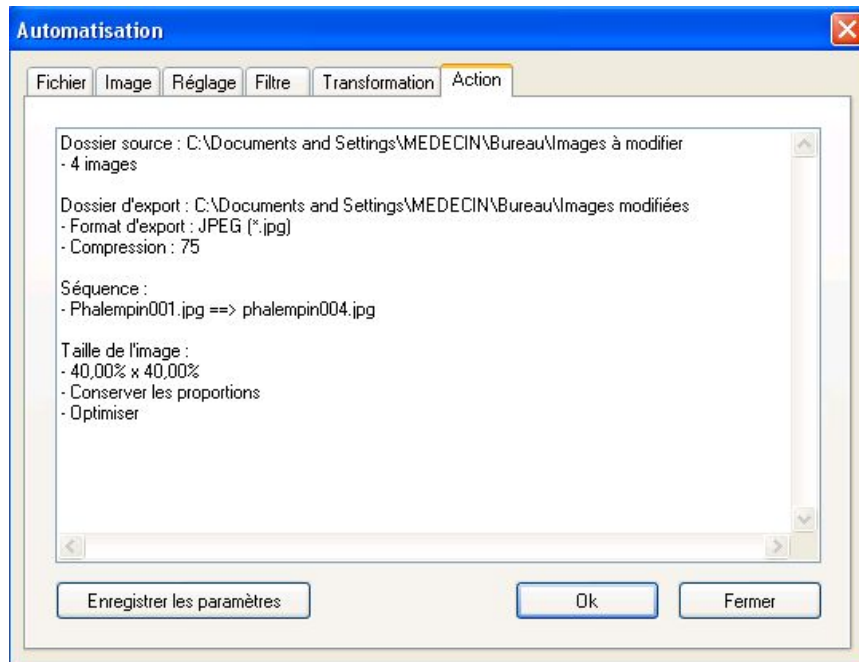 Automatisation
Fichier Image Réglage Filtre Transformation Action
Dossier source : C:\Documents and Settings\MEDECIN\Bureau\Images à modifier
- 4 images
Dossier d'export : C:\Documents and Settings\MEDECIN\Bureau\Images modifiées
- Format d'export : JPEG (*.jpg)
- Compression : 75
Séquence :
- Phalempin001.jpg ==> phalempin004.jpg
Taille de l'image :
- 40,00% x 40,00%
- Conserver les proportions
- Optimiser
Enregistrer les paramètres Ok Fermer